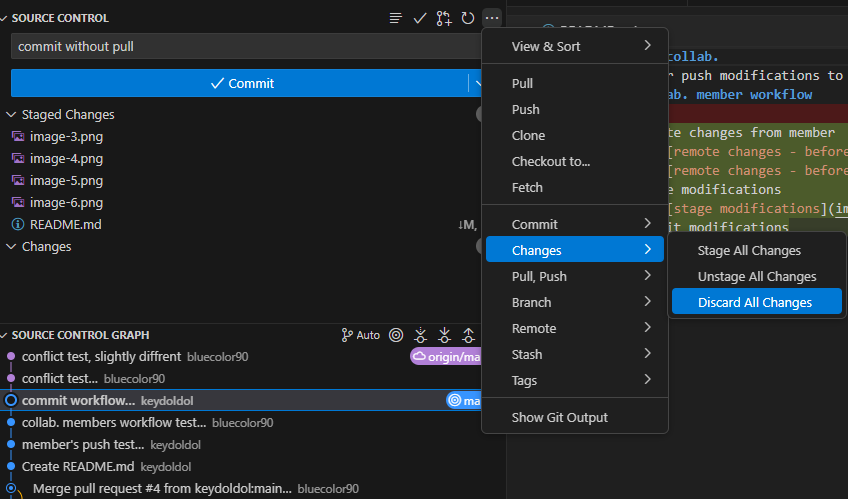 SOURCE CONTROL
commit without pull
Commit
Staged Changes
image-3.png
image-4.png
image-5.png
image-6.png
README.md ↓M,
Changes
SOURCE CONTROL GRAPH Auto
conflict test, slightly diffrent bluecolor90 origin/ma
conflict test... bluecolor90
commit workflow... keydoldol ma
collab. members workflow test... bluecolor90
member's push test... keydoldol
Create README.md keydoldol
Merge pull request #4 from keydoldol:main... bluecolor90
View & Sort
Pull
Push
Clone
Checkout to...
Fetch
Commit
Changes
Pull, Push
Branch
Remote
Stash
Tags
Show Git Output
Stage All Changes
Unstage All Changes
Discard All Changes
collab.
r push modifications to
ab. member workflow
te changes from member
[remote changes - before
[remote changes - before
e modifications
[stage modifications](im
it modifications